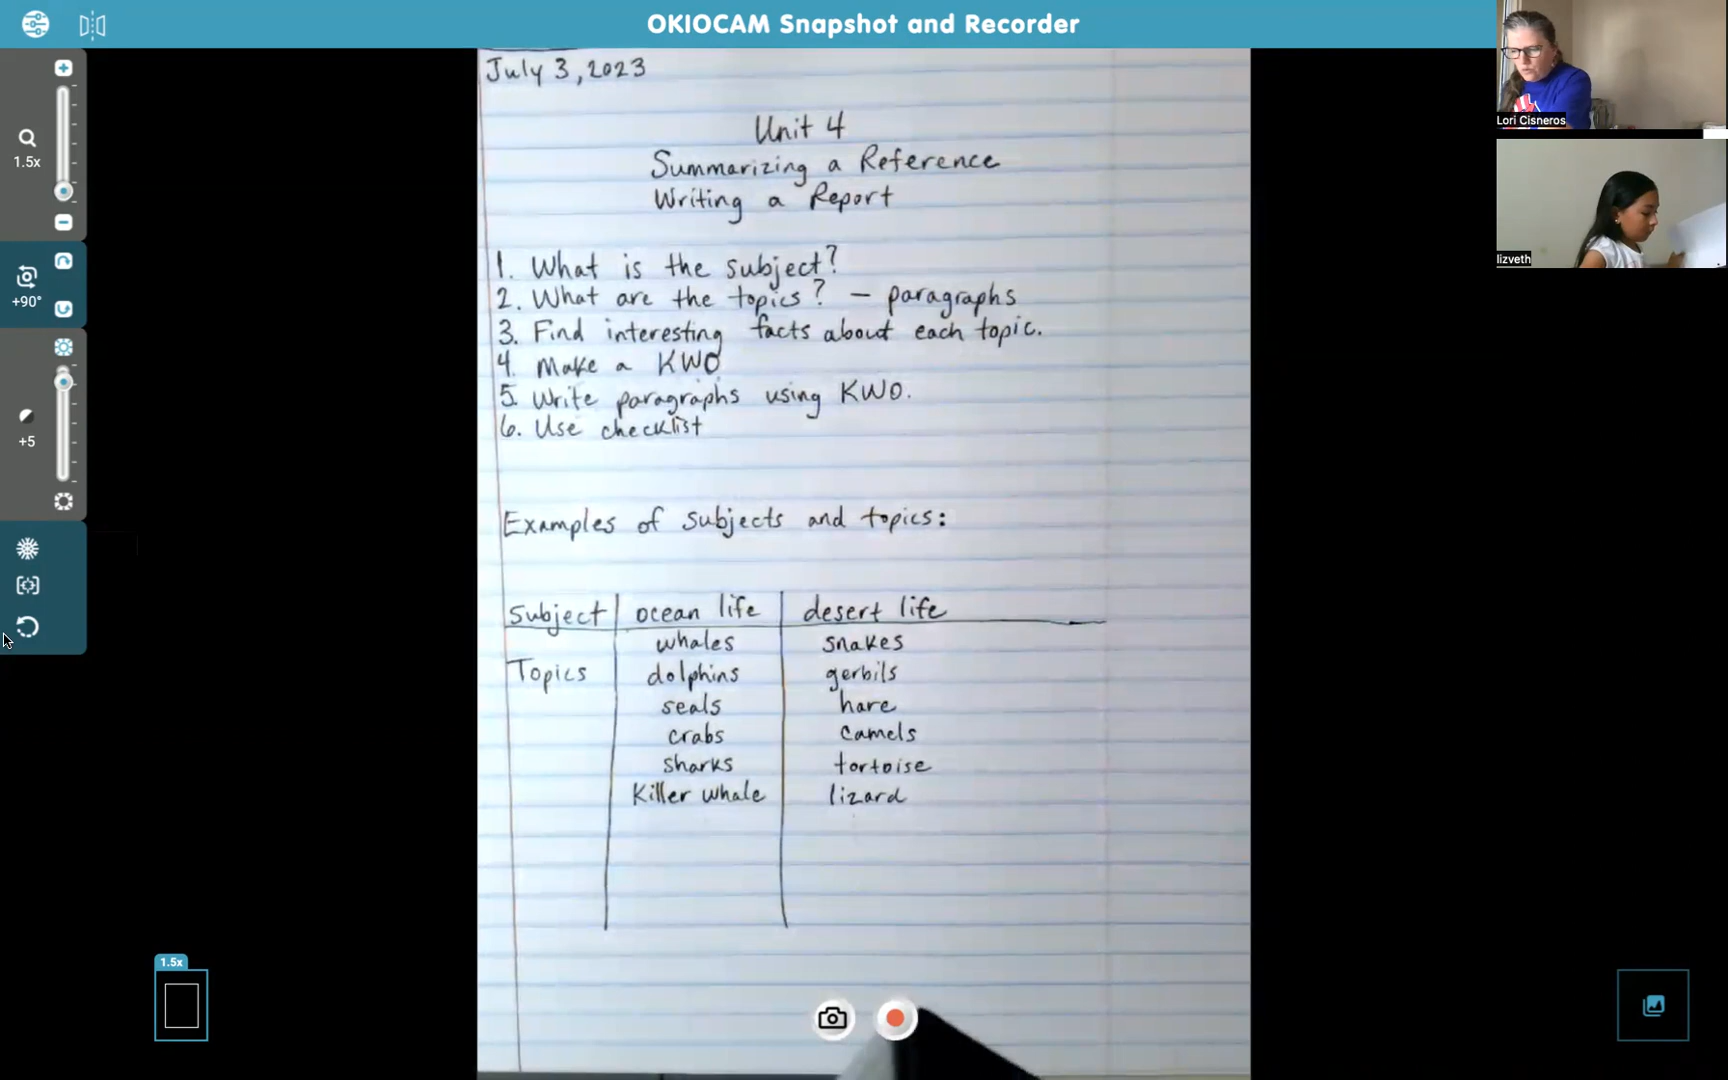 OKIOCAM Snapshot and Recorder
1.5x
+90°
+5
July 3, 2023
Unit 4
Summarizing a Reference
Writing a Report
1. What is the subject?
2. What are the topics? — paragraphs
3. Find interesting facts about each topic.
4. Make a KWO
5. Write paragraphs using KWO.
6. Use checklist
Examples of subjects and topics:
Subject ocean life desert life
whales snakes
Topics dolphins gerbils
seals hare
crabs camels
sharks tortoise
Killer whale lizard
1.5x
Lori Cisneros
lizveth